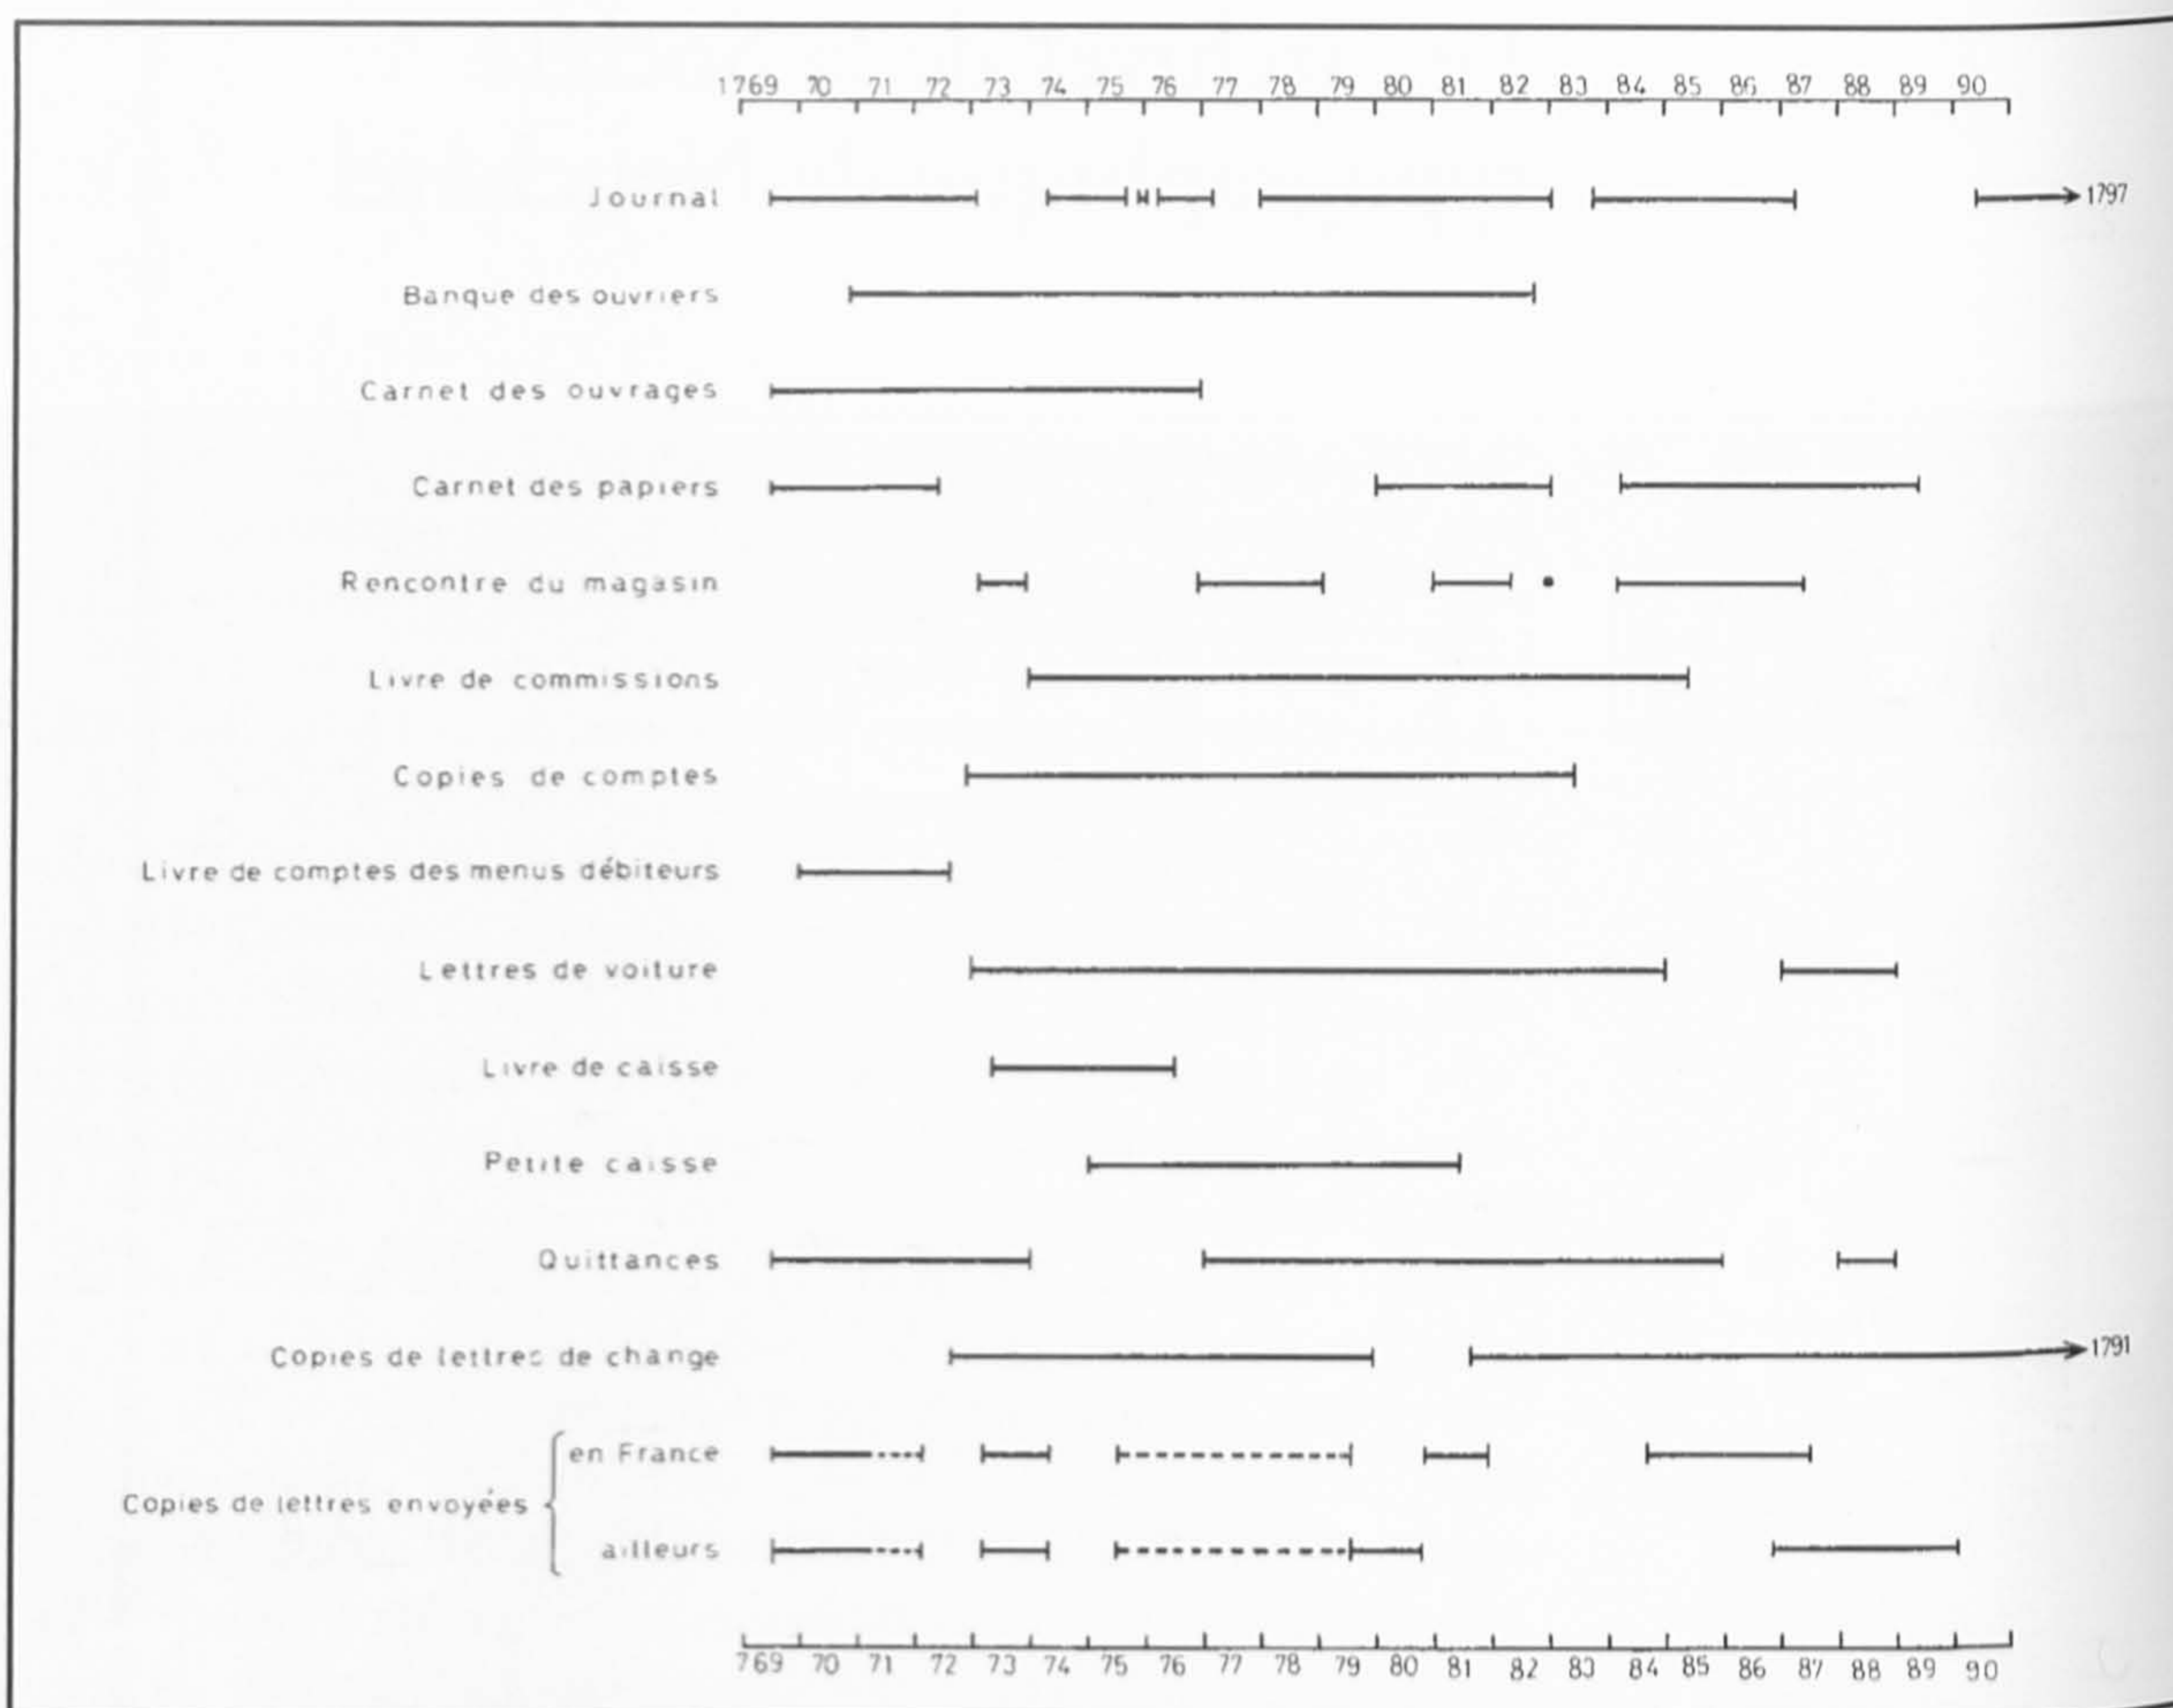 1769 70 71 72 73 74 75 76 77 78 79 80 81 82 83 84 85 86 87 88 89 90
Journal 1797
Banque des ouvriers
Carnet des ouvrages
Carnet des papiers
Rencontre du magasin
Livre de commissions
Copies de comptes
Livre de comptes des menus débiteurs
Lettres de voiture
Livre de caisse
Petite caisse
Quittances
Copies de lettres de change 1791
en France
Copies de lettres envoyées
ailleurs
769 70 71 72 73 74 75 76 77 78 79 80 81 82 83 84 85 86 87 88 89 90